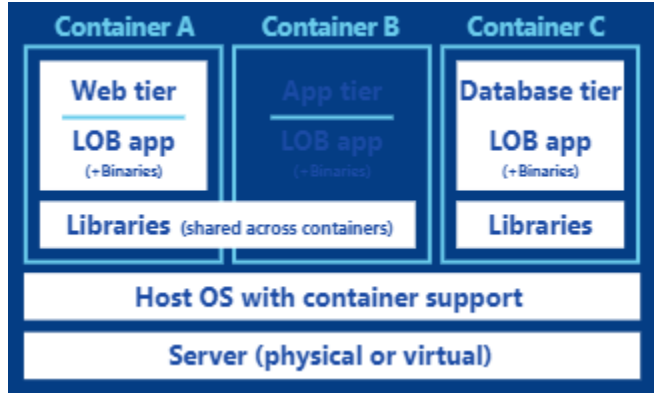 Container A
Container B
Container C
Web tier
LOB app
(+Binaries)
App tier
LOB app
(+Binaries)
Database tier
LOB app
(+Binaries)
Libraries (shared across containers)
Libraries
Host OS with container support
Server (physical or virtual)